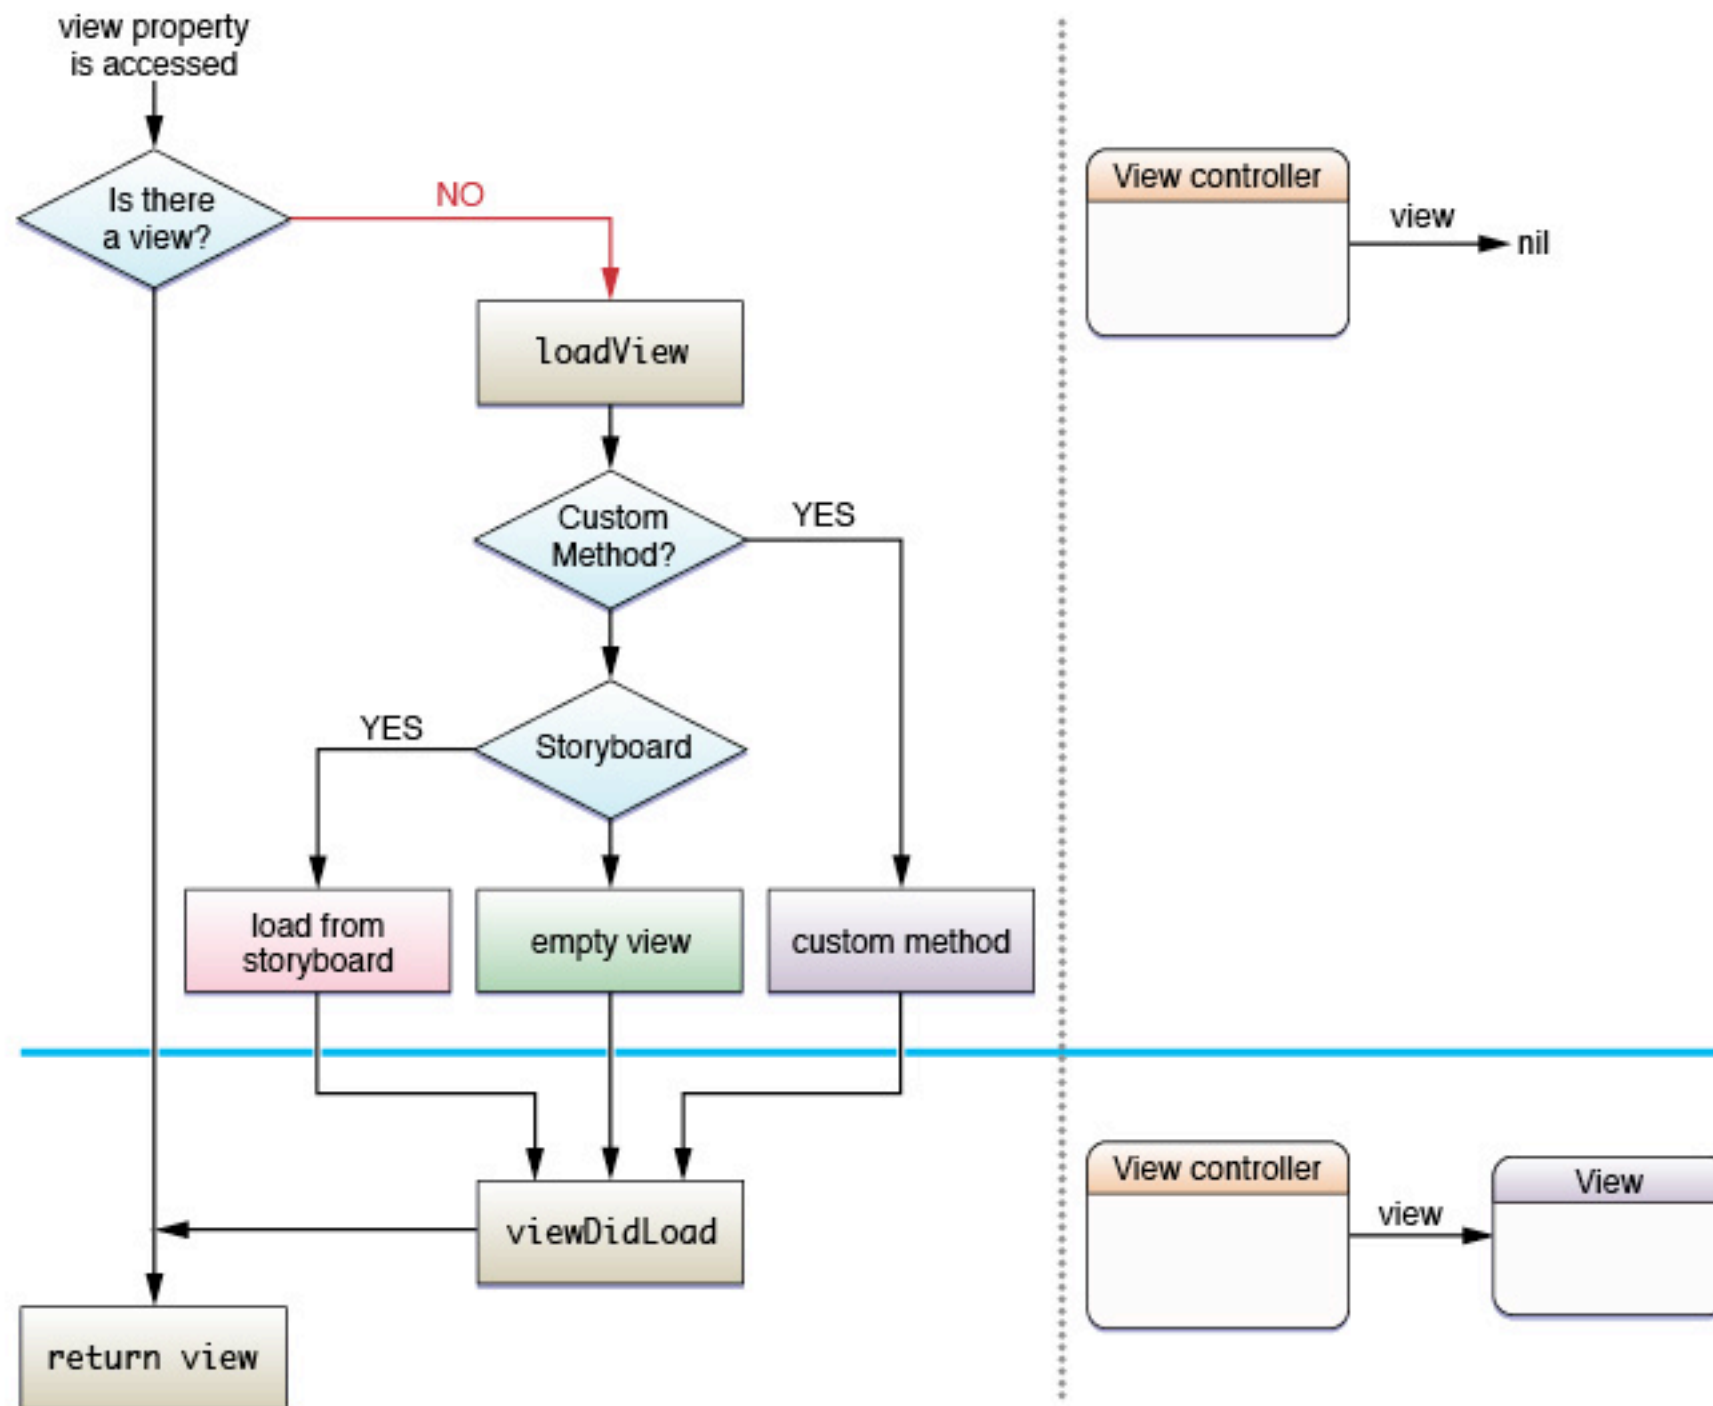 view property
is accessed
Is there
a view?
NO
loadView
Custom
Method?
YES
Storyboard
YES
load from
storyboard
empty view
custom method
viewDidLoad
return view
View controller
view
nil
View controller
view
View